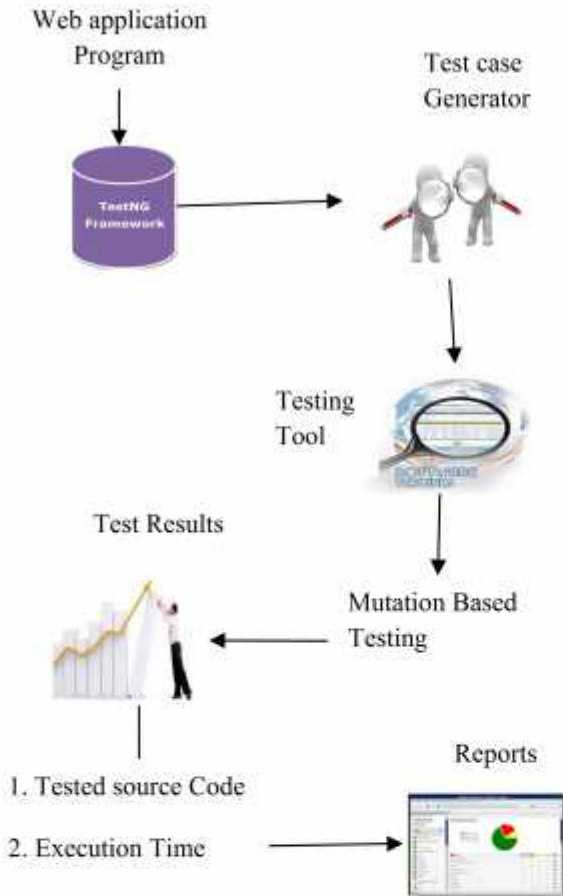 Web application
Program
Test case
Generator
TestNG
Framework
Testing
Tool
Test Results
Mutation Based
Testing
Reports
1. Tested source Code
2. Execution Time